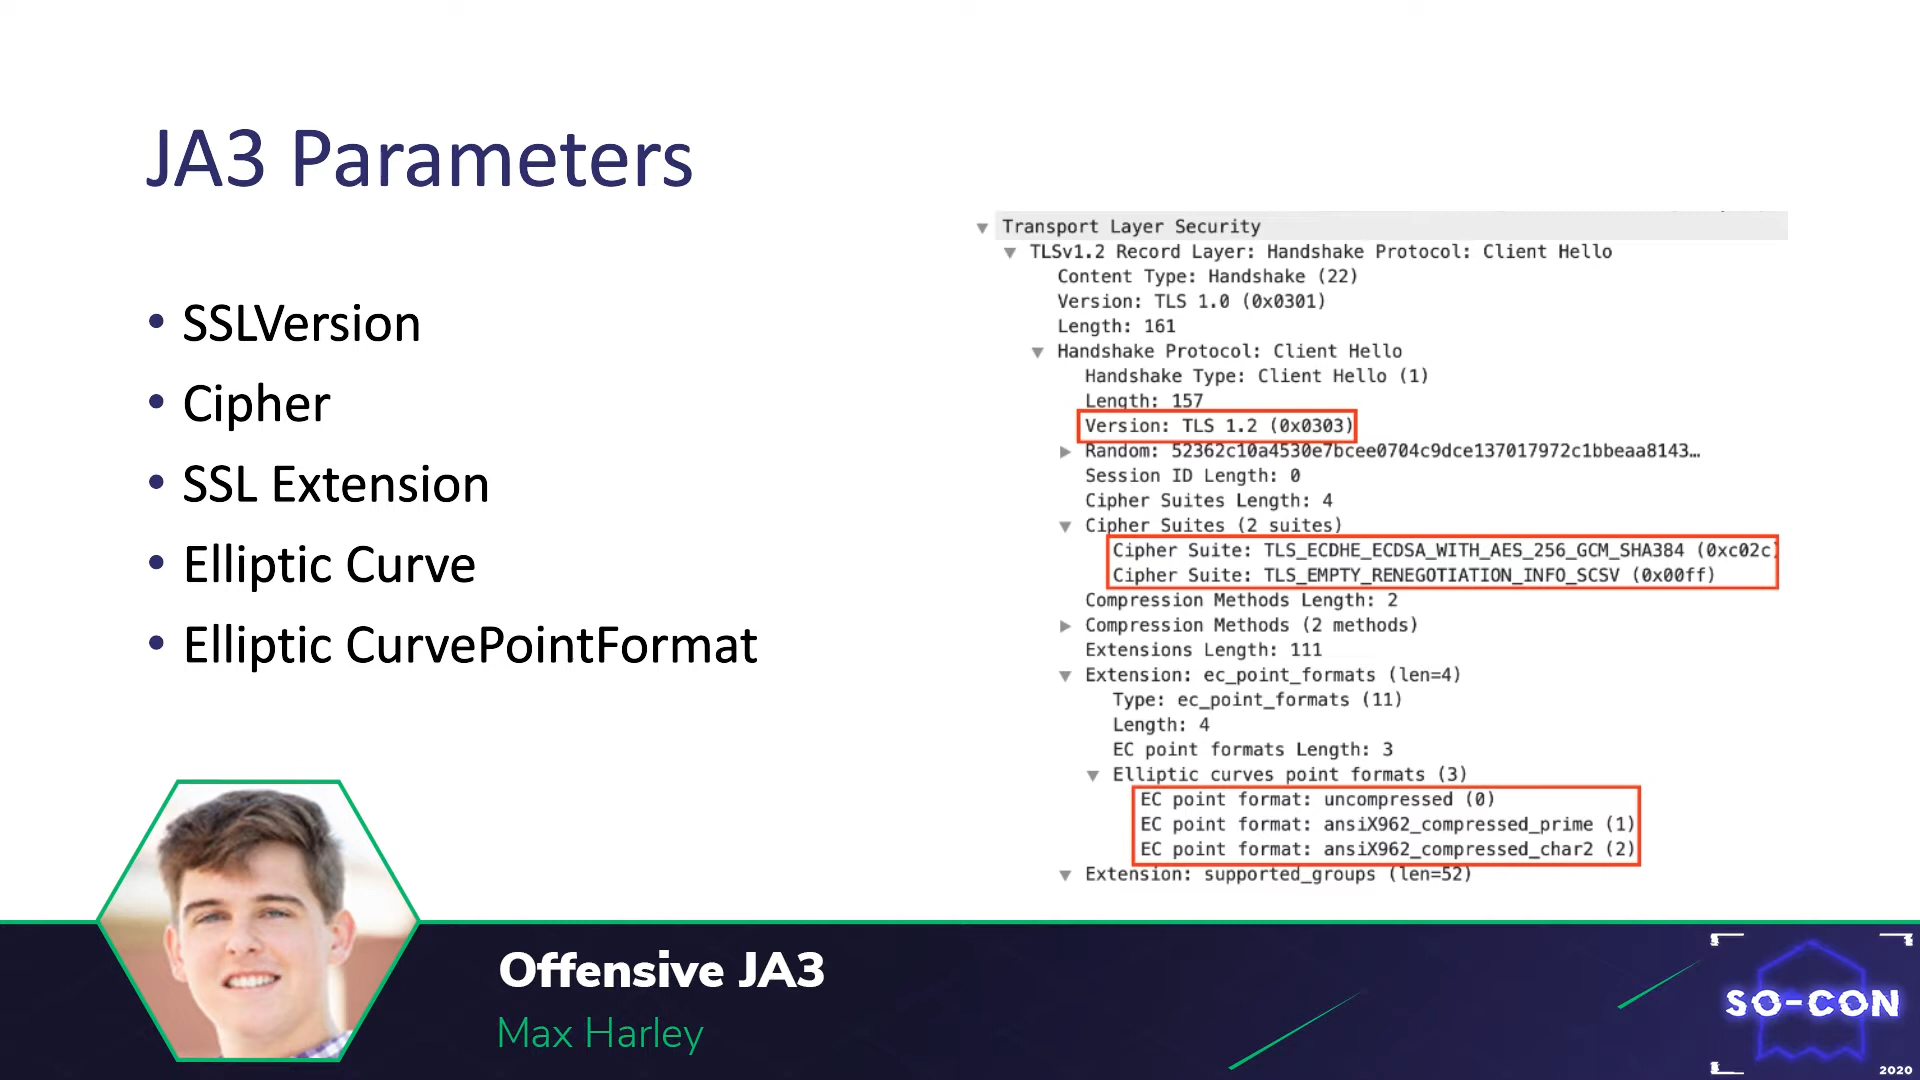 JA3 Parameters
• SSLVersion
• Cipher
• SSL Extension
• Elliptic Curve
• Elliptic CurvePointFormat
Transport Layer Security
TLSv1.2 Record Layer: Handshake Protocol: Client Hello
Content Type: Handshake (22)
Version: TLS 1.0 (0x0301)
Length: 161
Handshake Protocol: Client Hello
Handshake Type: Client Hello (1)
Length: 157
Version: TLS 1.2 (0x0303)
Random: 52362c10a4530e7bcee0704c9dce137017972c1bbeaa8143…
Session ID Length: 0
Cipher Suites Length: 4
Cipher Suites (2 suites)
Cipher Suite: TLS_ECDHE_ECDSA_WITH_AES_256_GCM_SHA384 (0xc02c)
Cipher Suite: TLS_EMPTY_RENEGOTIATION_INFO_SCSV (0x00ff)
Compression Methods Length: 2
Compression Methods (2 methods)
Extensions Length: 111
Extension: ec_point_formats (len=4)
Type: ec_point_formats (11)
Length: 4
EC point formats Length: 3
Elliptic curves point formats (3)
EC point format: uncompressed (0)
EC point format: ansiX962_compressed_prime (1)
EC point format: ansiX962_compressed_char2 (2)
Extension: supported_groups (len=52)
Offensive JA3
Max Harley
SO-CON
2020